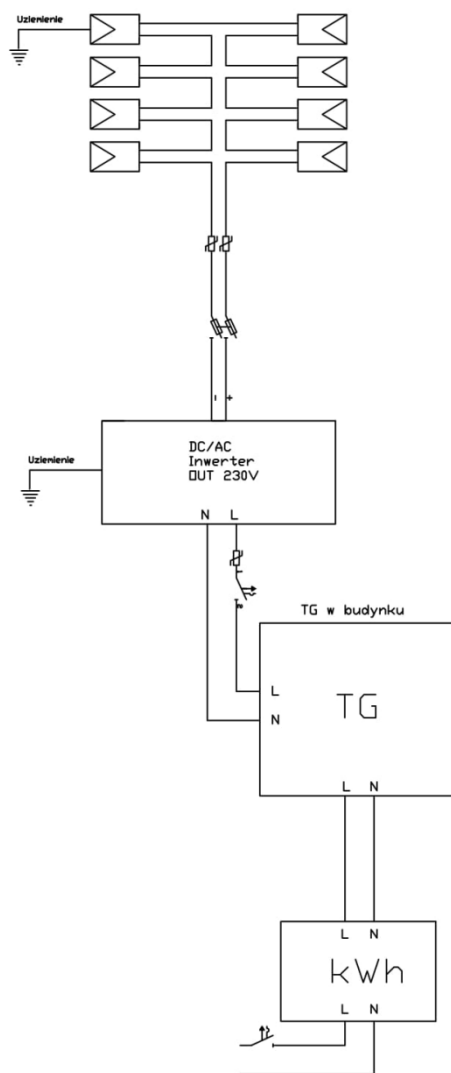 Uziemienie
- +
DC/AC
Inwerter
OUT 230V
Uziemienie
N L
TG w budynku
L
TG
N
L N
L N
kWh
L N